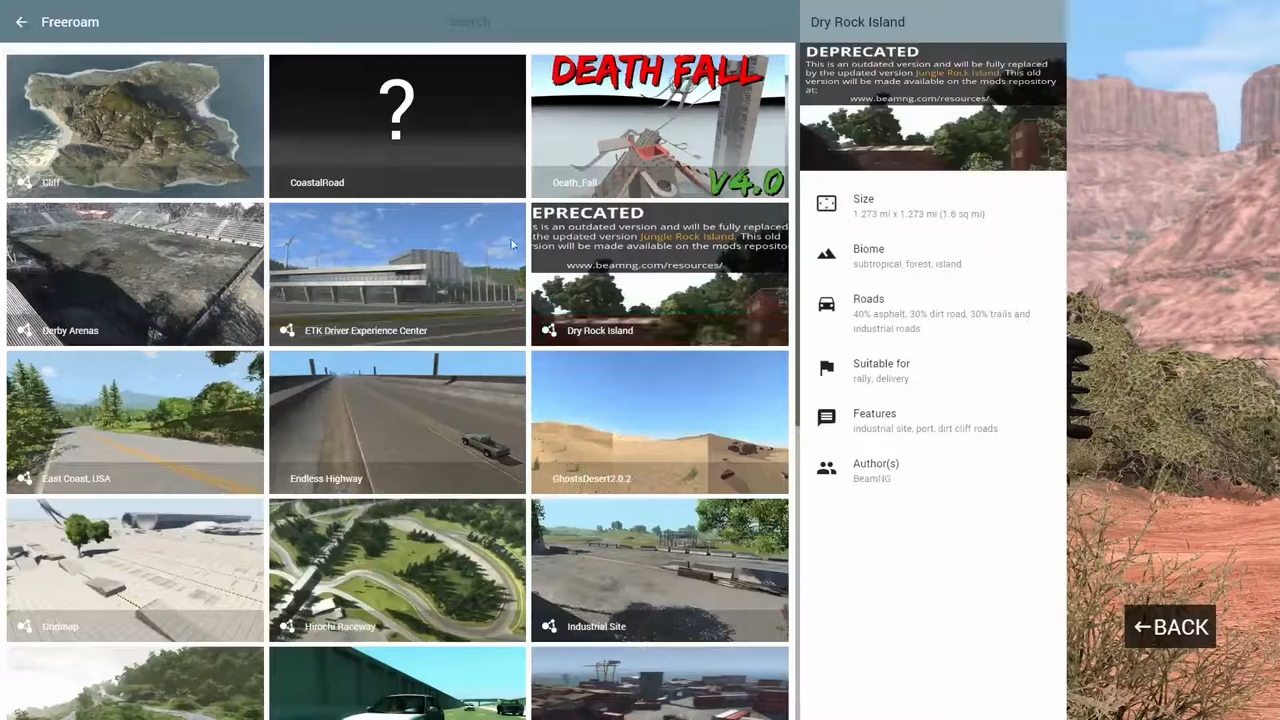 Freeroam
Search
Dry Rock Island
Cliff
?
CoastalRoad
DEATH FALL
Death_Fall
V4.0
Derby Arenas
ETK Driver Experience Center
EPRECATED
s is an outdated version and will be fully replaced
the updated version Jungle Rock Island. This old
rsion will be made available on the mods reposito
www.beamng.com/resources/
Dry Rock Island
East Coast, USA
Endless Highway
GhostsDesert2.0.2
Gridmap
Hirochi Raceway
Industrial Site
DEPRECATED
This is an outdated version and will be fully replaced
by the updated version Jungle Rock Island. This old
version will be made available on the mods repository
at:
www.beamng.com/resources/
Size
1.273 mi x 1.273 mi (1.6 sq mi)
Biome
subtropical, forest, island
Roads
40% asphalt, 30% dirt road, 30% trails and
industrial roads
Suitable for
rally, delivery
Features
industrial site, port, dirt cliff roads
Author(s)
BeamNG
←BACK